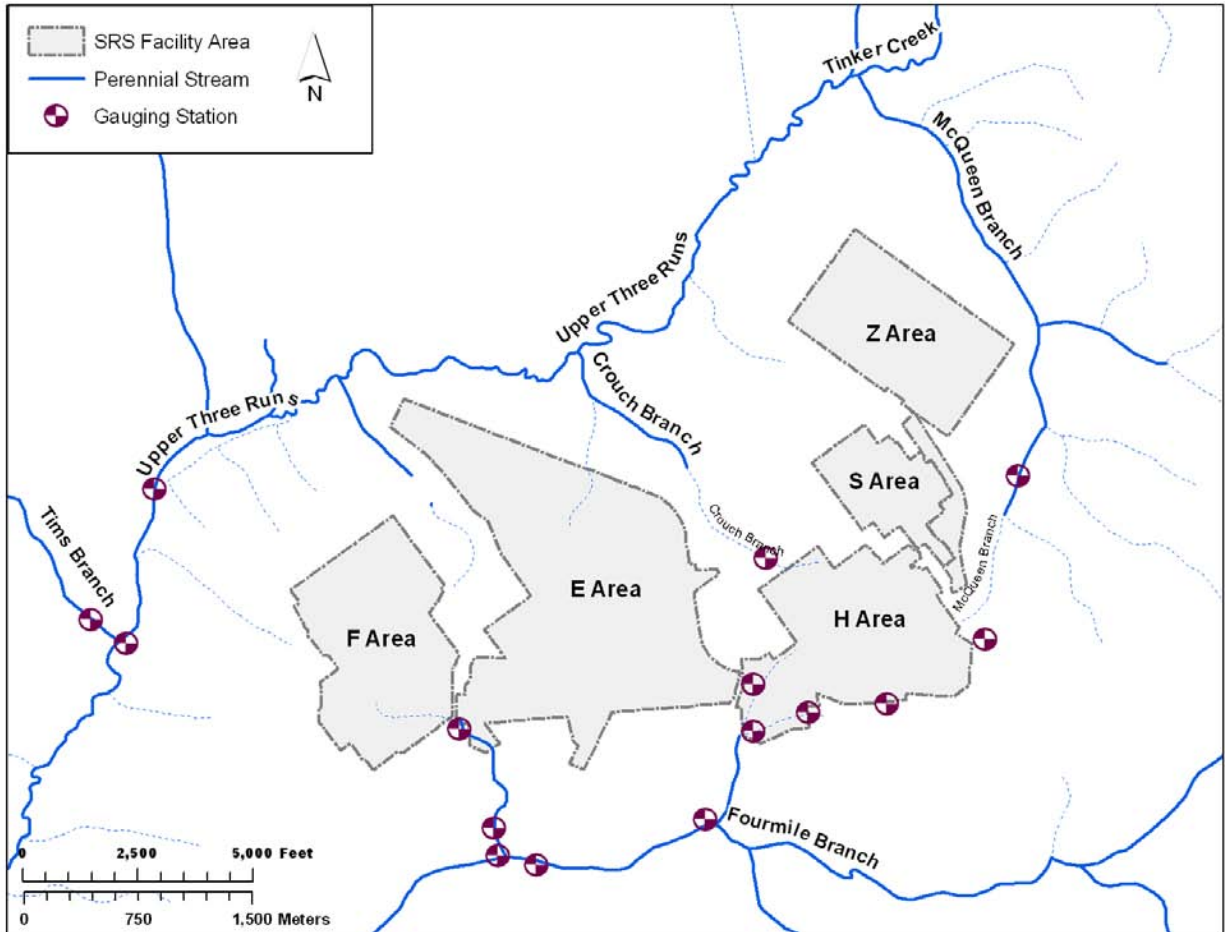 SRS Facility Area
Perennial Stream
Gauging Station
N
Tinker Creek
McQueen Branch
Upper Three Runs
Z Area
Crouch Branch
Upper Three Runs
S Area
Tims Branch
Crouch Branch
McQueen Branch
E Area
H Area
F Area
Fourmile Branch
0 2,500 5,000 Feet
0 750 1,500 Meters